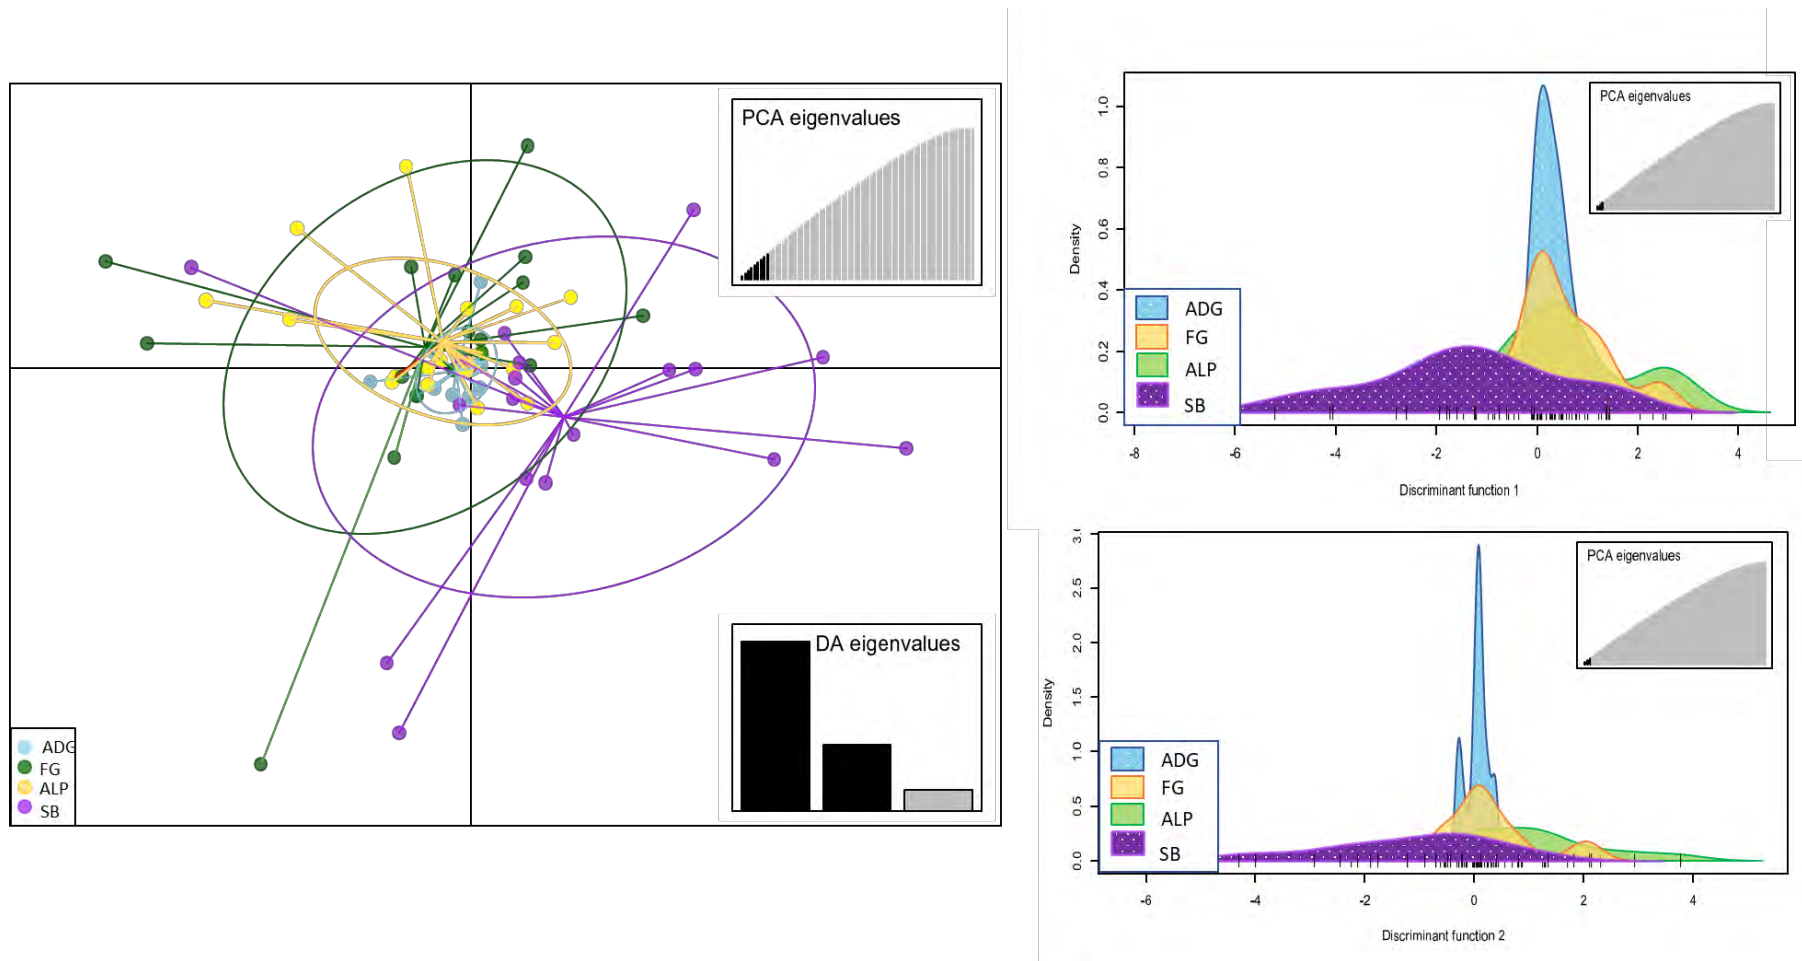 PCA eigenvalues
DA eigenvalues
ADG
FG
ALP
SB
PCA eigenvalues
Density
0.0
0.2
0.4
0.6
0.8
1.0
ADG
FG
ALP
SB
-8 -6 -4 -2 0 2 4
Discriminant function 1
PCA eigenvalues
Density
0.0
0.5
1.0
1.5
2.0
2.5
3.
ADG
FG
ALP
SB
-6 -4 -2 0 2 4
Discriminant function 2